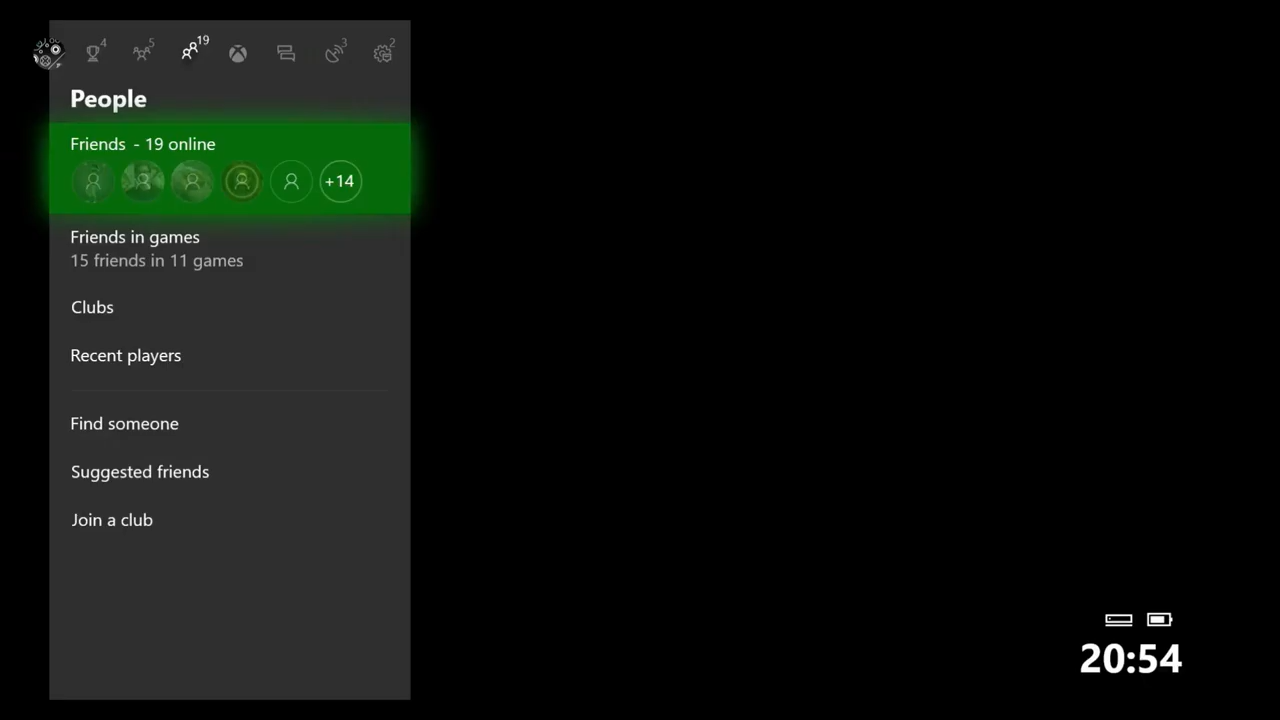 4 5 19 3 2
People
Friends - 19 online
+14
Friends in games
15 friends in 11 games
Clubs
Recent players
Find someone
Suggested friends
Join a club
20:54